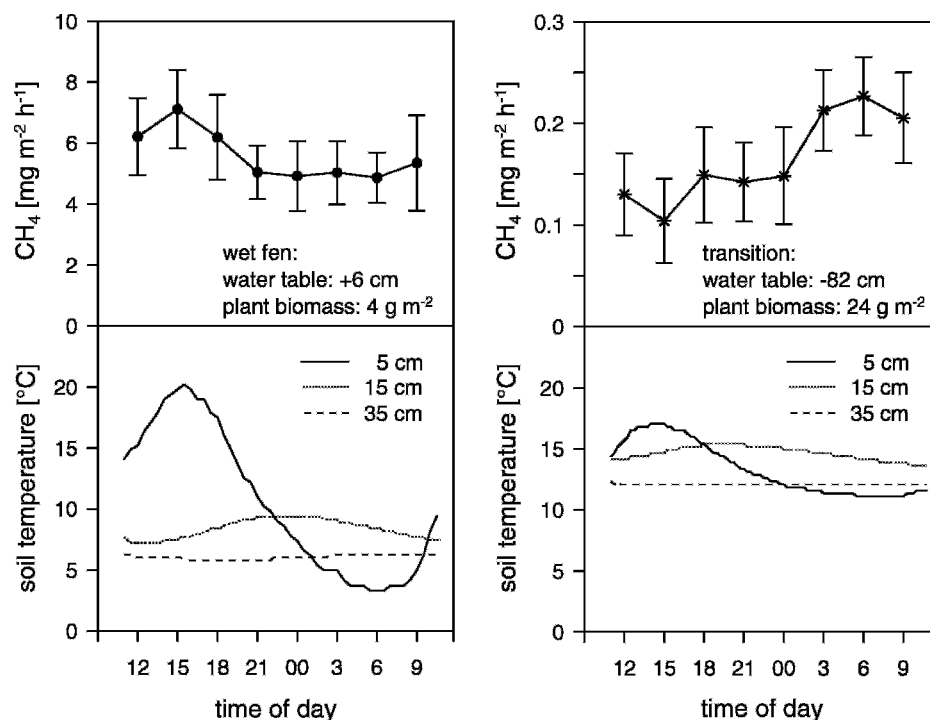 10
8
6
4
2
0
CH4 [mg m-2 h-1]
wet fen:
water table: +6 cm
plant biomass: 4 g m-2
0.3
0.2
0.1
0
CH4 [mg m-2 h-1]
transition:
water table: -82 cm
plant biomass: 24 g m-2
20
15
10
5
0
soil temperature [°C]
5 cm
15 cm
35 cm
12 15 18 21 00 3 6 9
time of day
20
15
10
5
0
soil temperature [°C]
5 cm
15 cm
35 cm
12 15 18 21 00 3 6 9
time of day